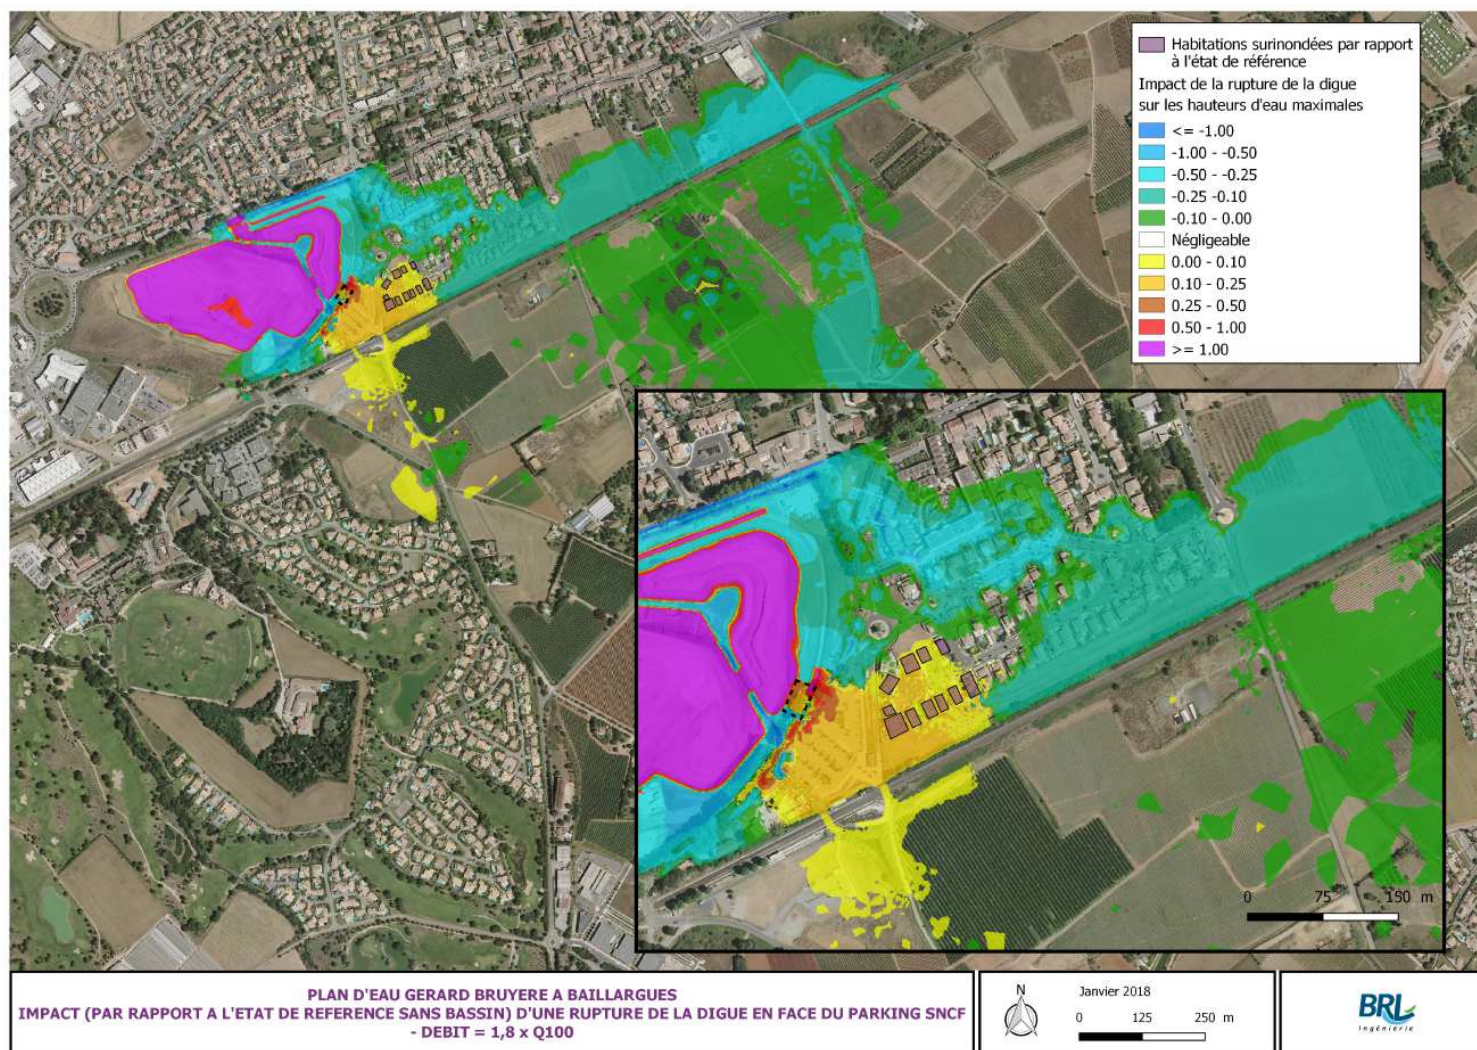 Habitations surinondées par rapport
à l'état de référence
Impact de la rupture de la digue
sur les hauteurs d'eau maximales
<= -1.00
-1.00 - -0.50
-0.50 - -0.25
-0.25 -0.10
-0.10 - 0.00
Négligeable
0.00 - 0.10
0.10 - 0.25
0.25 - 0.50
0.50 - 1.00
>= 1.00
0 75 150 m
PLAN D'EAU GERARD BRUYERE A BAILLARGUES
IMPACT (PAR RAPPORT A L'ETAT DE REFERENCE SANS BASSIN) D'UNE RUPTURE DE LA DIGUE EN FACE DU PARKING SNCF
- DEBIT = 1,8 x Q100
N
Janvier 2018
0 125 250 m
BRL
Ingénierie